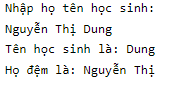 Nhập họ tên học sinh:
Nguyễn Thị Dung
Tên học sinh là: Dung
Họ đệm là: Nguyễn Thị